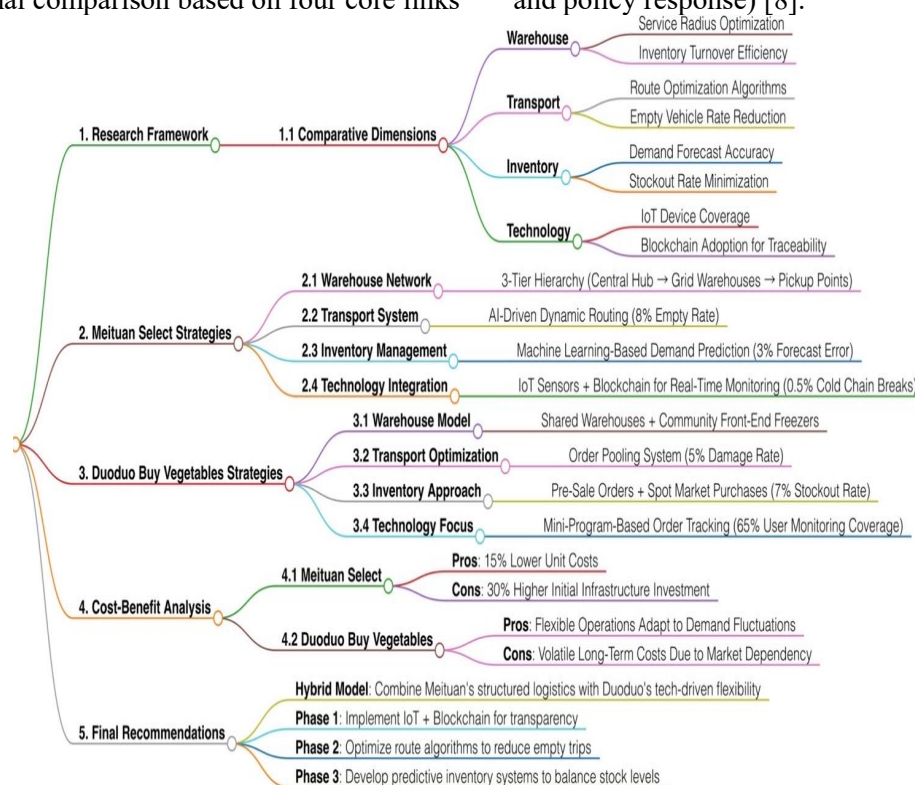 nal comparison based on four core links
and policy response) [8].
Service Radius Optimization
Warehouse
Inventory Turnover Efficiency
Route Optimization Algorithms
Transport
Empty Vehicle Rate Reduction
1. Research Framework
1.1 Comparative Dimensions
Demand Forecast Accuracy
Inventory
Stockout Rate Minimization
IoT Device Coverage
Technology
Blockchain Adoption for Traceability
2.1 Warehouse Network
3-Tier Hierarchy (Central Hub → Grid Warehouses → Pickup Points)
2.2 Transport System
AI-Driven Dynamic Routing (8% Empty Rate)
2. Meituan Select Strategies
2.3 Inventory Management
Machine Learning-Based Demand Prediction (3% Forecast Error)
2.4 Technology Integration
IoT Sensors + Blockchain for Real-Time Monitoring (0.5% Cold Chain Breaks)
3.1 Warehouse Model
Shared Warehouses + Community Front-End Freezers
3.2 Transport Optimization
Order Pooling System (5% Damage Rate)
3. Duoduo Buy Vegetables Strategies
3.3 Inventory Approach
Pre-Sale Orders + Spot Market Purchases (7% Stockout Rate)
3.4 Technology Focus
Mini-Program-Based Order Tracking (65% User Monitoring Coverage)
4.1 Meituan Select
Pros: 15% Lower Unit Costs
Cons: 30% Higher Initial Infrastructure Investment
4. Cost-Benefit Analysis
4.2 Duoduo Buy Vegetables
Pros: Flexible Operations Adapt to Demand Fluctuations
Cons: Volatile Long-Term Costs Due to Market Dependency
Hybrid Model: Combine Meituan's structured logistics with Duoduo's tech-driven flexibility
Phase 1: Implement IoT + Blockchain for transparency
5. Final Recommendations
Phase 2: Optimize route algorithms to reduce empty trips
Phase 3: Develop predictive inventory systems to balance stock levels